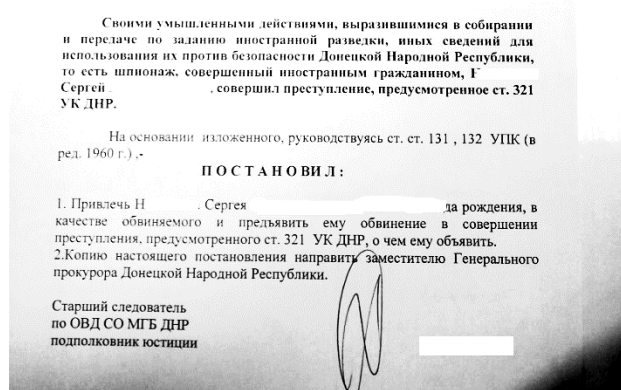 Своими умышленными действиями, выразившимися в собирании
и передаче по заданию иностранной разведки, иных сведений для
использования их против безопасности Донецкой Народной Республики,
то есть шпионаж, совершенный иностранным гражданином,
Сергей , совершил преступление, предусмотренное ст. 321
УК ДНР.
На основании изложенного, руководствуясь ст. ст. 131 , 132 УПК (в
ред. 1960 г.) ,-
П О С Т А Н О В И Л :
1. Привлечь Н . Сергея да рождения, в
качестве обвиняемого и предъявить ему обвинение в совершении
преступления, предусмотренного ст. 321 УК ДНР, о чем ему объявить.
2.Копию настоящего постановления направить заместителю Генерального
прокурора Донецкой Народной Республики.
Старший следователь
по ОВД СО МГБ ДНР
подполковник юстиции